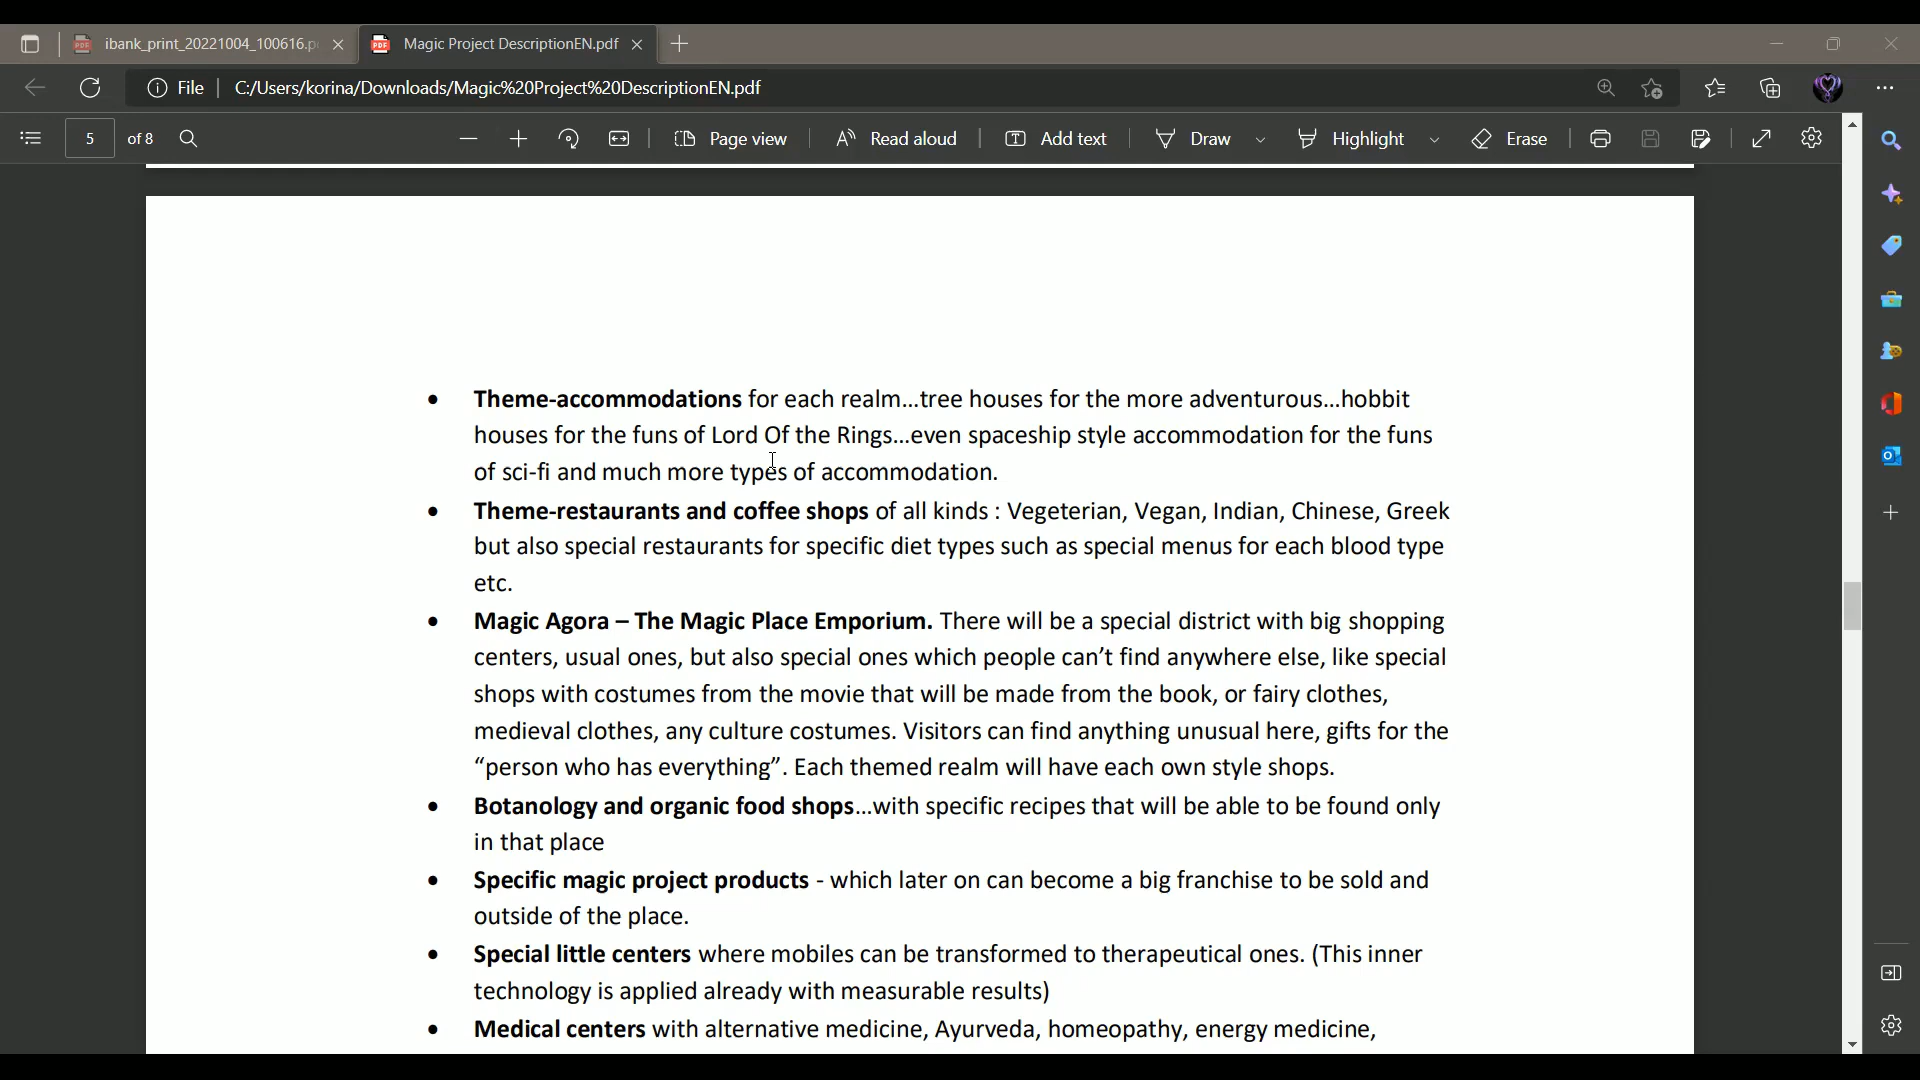 ibank_print_20221004_100616.p
Magic Project DescriptionEN.pdf
File
C:/Users/korina/Downloads/Magic%20Project%20DescriptionEN.pdf
5 of 8
Page view
Read aloud
Add text
Draw
Highlight
Erase
• Theme-accommodations for each realm...tree houses for the more adventurous...hobbit
houses for the funs of Lord Of the Rings...even spaceship style accommodation for the funs
of sci-fi and much more types of accommodation.
• Theme-restaurants and coffee shops of all kinds : Vegeterian, Vegan, Indian, Chinese, Greek
but also special restaurants for specific diet types such as special menus for each blood type
etc.
• Magic Agora – The Magic Place Emporium. There will be a special district with big shopping
centers, usual ones, but also special ones which people can’t find anywhere else, like special
shops with costumes from the movie that will be made from the book, or fairy clothes,
medieval clothes, any culture costumes. Visitors can find anything unusual here, gifts for the
“person who has everything”. Each themed realm will have each own style shops.
• Botanology and organic food shops...with specific recipes that will be able to be found only
in that place
• Specific magic project products - which later on can become a big franchise to be sold and
outside of the place.
• Special little centers where mobiles can be transformed to therapeutical ones. (This inner
technology is applied already with measurable results)
• Medical centers with alternative medicine, Ayurveda, homeopathy, energy medicine,